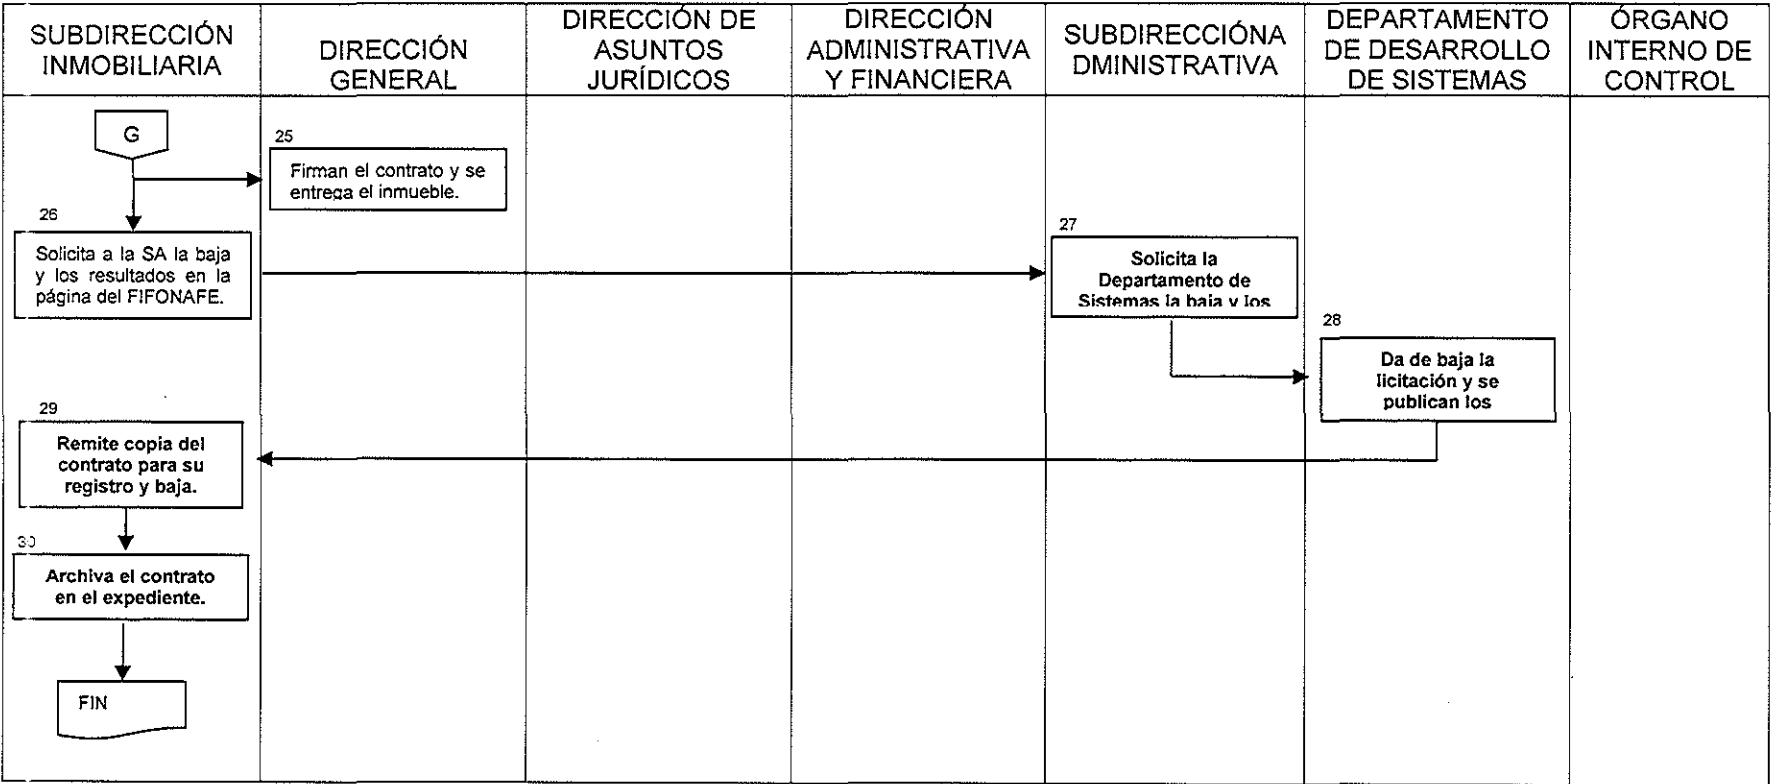 SUBDIRECCIÓN
INMOBILIARIA
DIRECCIÓN
GENERAL
DIRECCIÓN DE
ASUNTOS
JURÍDICOS
DIRECCIÓN
ADMINISTRATIVA
Y FINANCIERA
SUBDIRECCIÓNA
DMINISTRATIVA
DEPARTAMENTO
DE DESARROLLO
DE SISTEMAS
ÓRGANO
INTERNO DE
CONTROL
G
25
Firman el contrato y se
entrega el inmueble.
26
Solicita a la SA la baja
y los resultados en la
página del FIFONAFE.
27
Solicita la
Departamento de
Sistemas la baja y los
28
Da de baja la
licitación y se
publican los
29
Remite copia del
contrato para su
registro y baja.
30
Archiva el contrato
en el expediente.
FIN